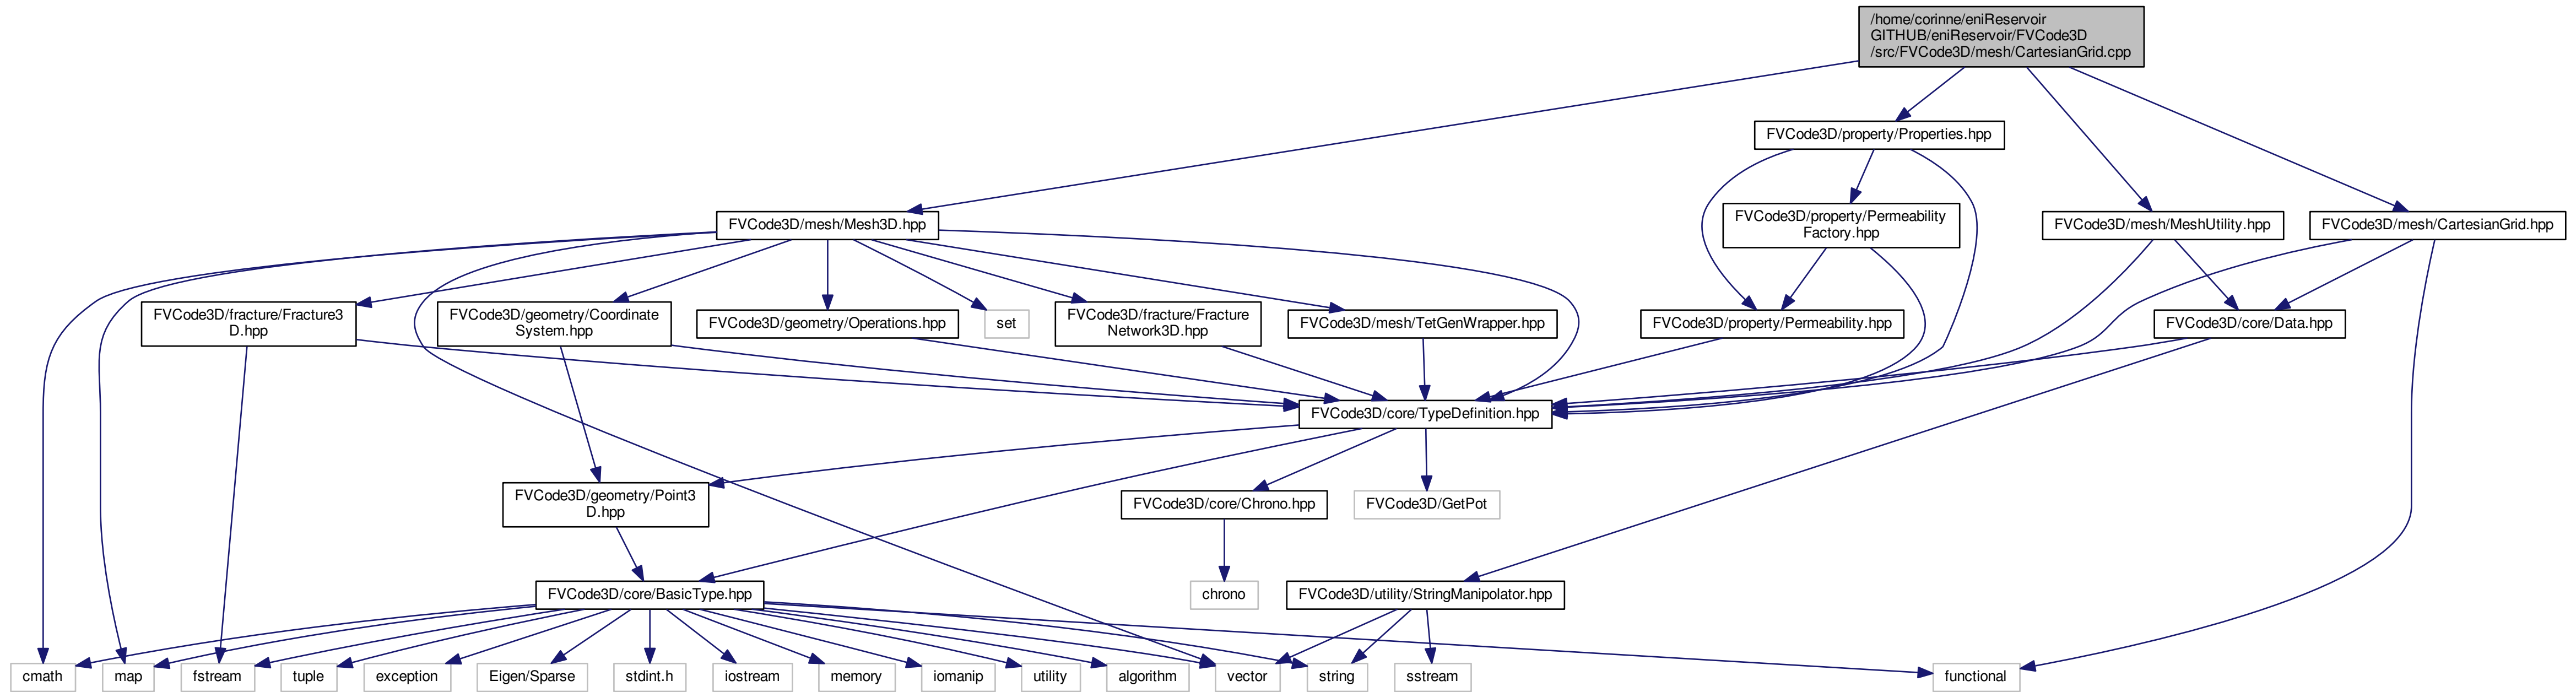 /home/corinne/eniReservoir
GITHUB/eniReservoir/FVCode3D
/src/FVCode3D/mesh/CartesianGrid.cpp
FVCode3D/property/Properties.hpp
FVCode3D/mesh/Mesh3D.hpp
FVCode3D/property/Permeability
Factory.hpp
FVCode3D/mesh/MeshUtility.hpp
FVCode3D/mesh/CartesianGrid.hpp
FVCode3D/fracture/Fracture3
D.hpp
FVCode3D/geometry/Coordinate
System.hpp
FVCode3D/geometry/Operations.hpp
set
FVCode3D/fracture/Fracture
Network3D.hpp
FVCode3D/mesh/TetGenWrapper.hpp
FVCode3D/property/Permeability.hpp
FVCode3D/core/Data.hpp
FVCode3D/core/TypeDefinition.hpp
FVCode3D/geometry/Point3
D.hpp
FVCode3D/core/Chrono.hpp
FVCode3D/GetPot
FVCode3D/core/BasicType.hpp
chrono
FVCode3D/utility/StringManipolator.hpp
cmath
map
fstream
tuple
exception
Eigen/Sparse
stdint.h
iostream
memory
iomanip
utility
algorithm
vector
string
sstream
functional